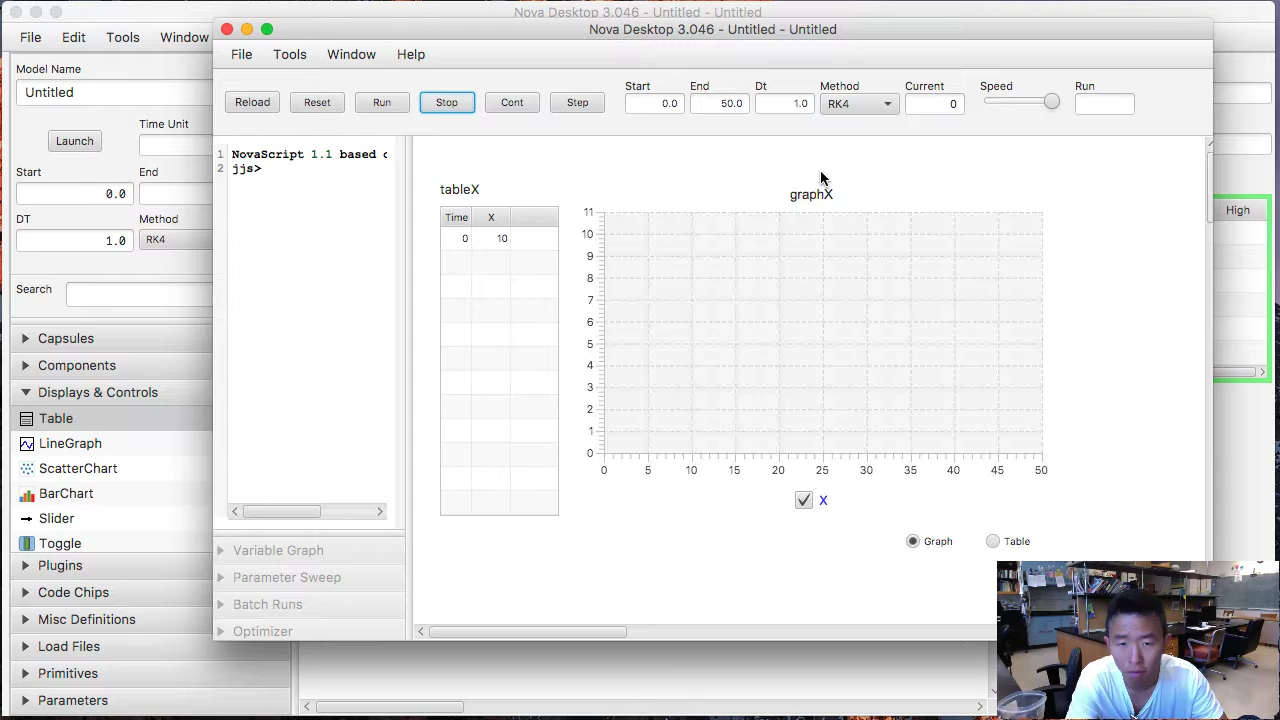 Nova Desktop 3.046 - Untitled - Untitled
File Edit Tools Window
Nova Desktop 3.046 - Untitled - Untitled
File Tools Window Help
Model Name
Untitled
Time Unit
Launch
Start End
0.0
DT Method
1.0 RK4
Search
Capsules
Components
Displays & Controls
Table
LineGraph
ScatterChart
BarChart
Slider
Toggle
Plugins
Code Chips
Misc Definitions
Load Files
Primitives
Parameters
Reload Reset Run Stop Cont Step
Start End Dt Method Current Speed Run
0.0 50.0 1.0 RK4 0
1 NovaScript 1.1 based
2 jjs>
Variable Graph
Parameter Sweep
Batch Runs
Optimizer
tableX
Time X
0 10
graphX
11
10
9
8
7
6
5
4
3
2
1
0
0 5 10 15 20 25 30 35 40 45 50
X
Graph Table
High